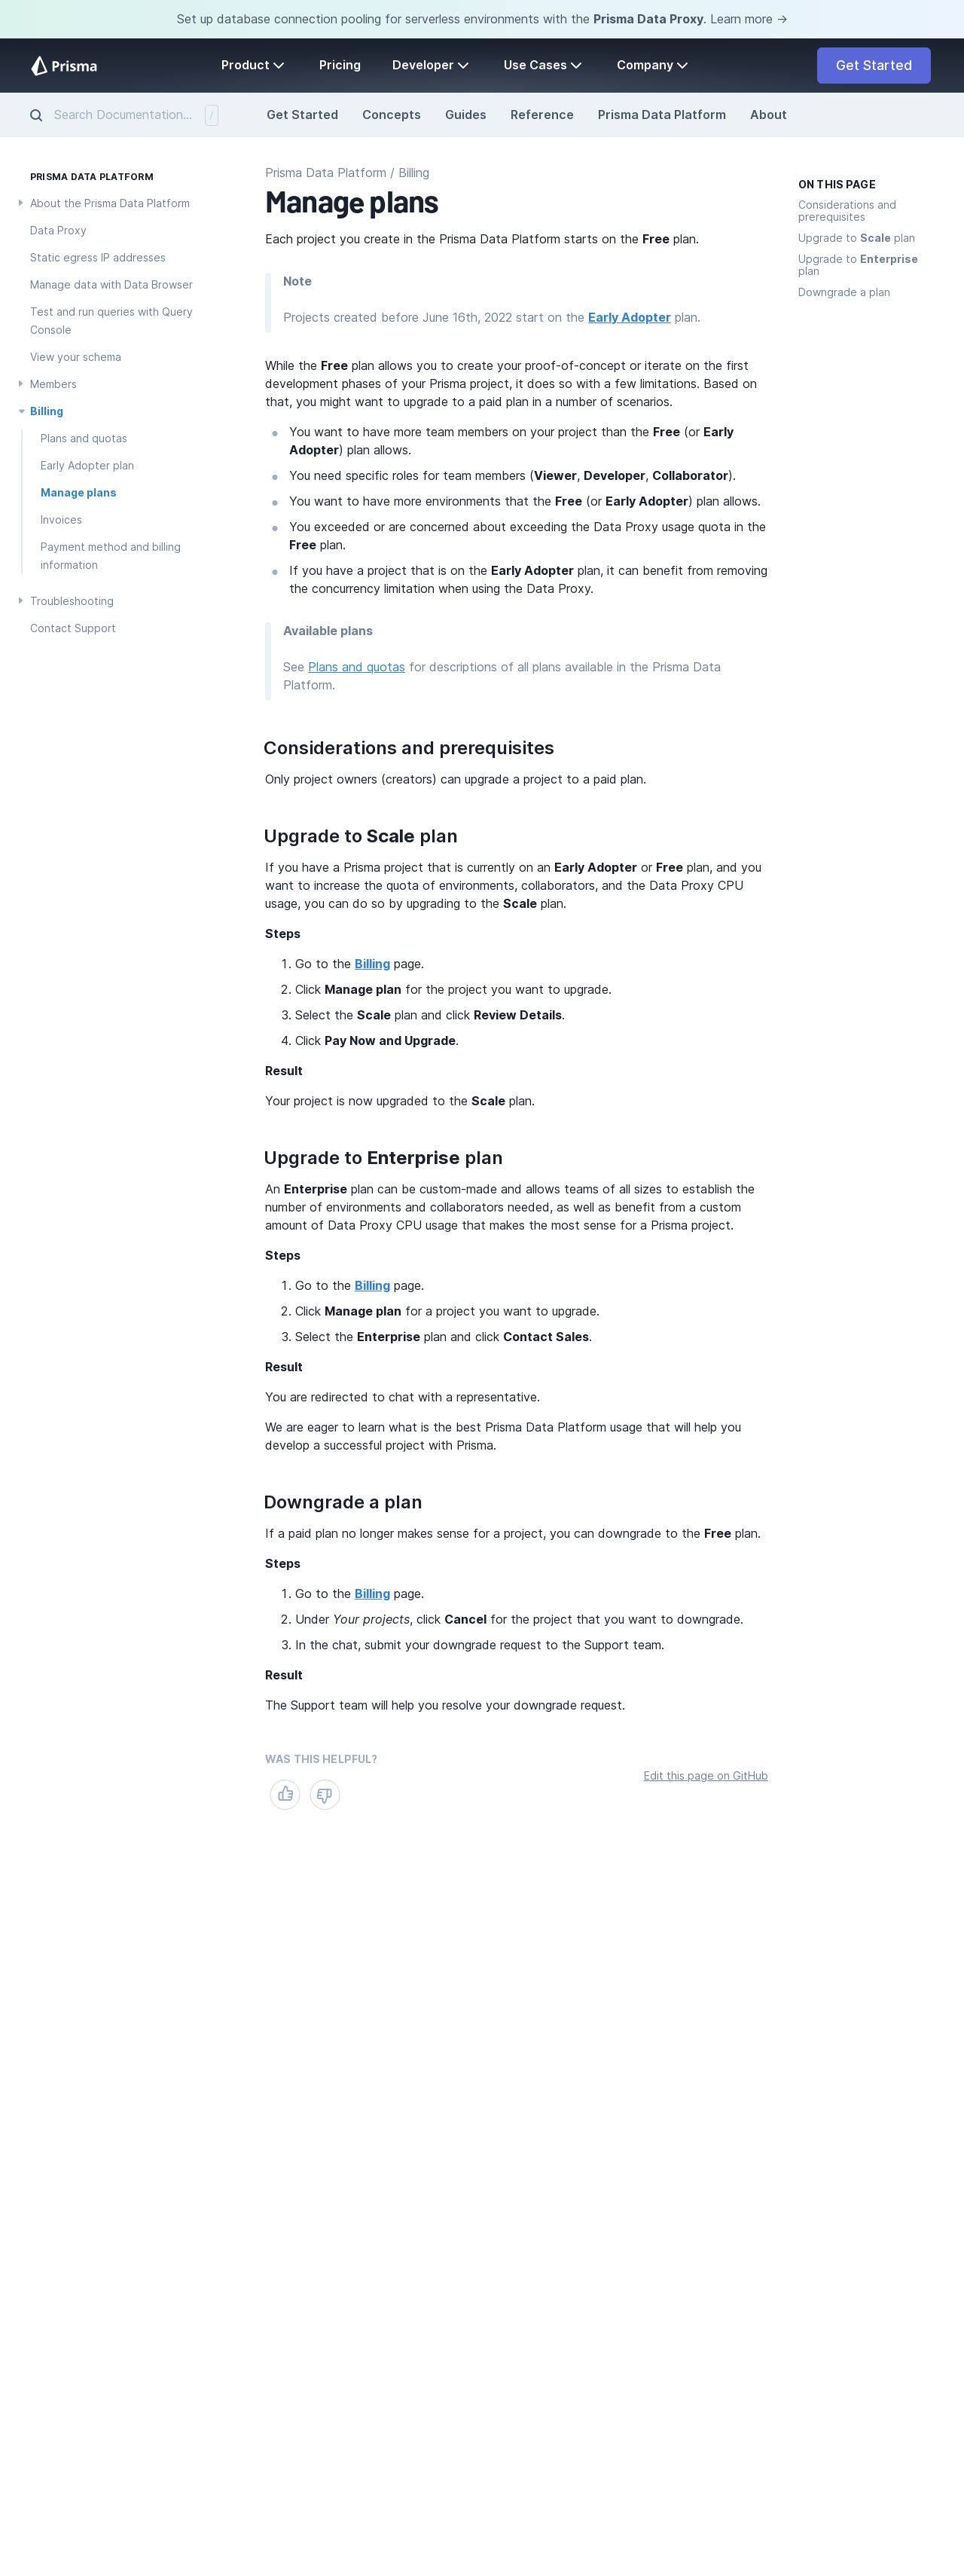 Set up database connection pooling for serverless environments with the Prisma Data Proxy. Learn more →
Prisma
Product
Pricing
Developer
Use Cases
Company
Get Started
Search Documentation...
/
Get Started
Concepts
Guides
Reference
Prisma Data Platform
About
PRISMA DATA PLATFORM
About the Prisma Data Platform
Data Proxy
Static egress IP addresses
Manage data with Data Browser
Test and run queries with Query
Console
View your schema
Members
Billing
Plans and quotas
Early Adopter plan
Manage plans
Invoices
Payment method and billing
information
Troubleshooting
Contact Support
Prisma Data Platform / Billing
Manage plans
Each project you create in the Prisma Data Platform starts on the Free plan.
Note
Projects created before June 16th, 2022 start on the Early Adopter plan.
While the Free plan allows you to create your proof-of-concept or iterate on the first
development phases of your Prisma project, it does so with a few limitations. Based on
that, you might want to upgrade to a paid plan in a number of scenarios.
You want to have more team members on your project than the Free (or Early
Adopter) plan allows.
You need specific roles for team members (Viewer, Developer, Collaborator).
You want to have more environments that the Free (or Early Adopter) plan allows.
You exceeded or are concerned about exceeding the Data Proxy usage quota in the
Free plan.
If you have a project that is on the Early Adopter plan, it can benefit from removing
the concurrency limitation when using the Data Proxy.
Available plans
See Plans and quotas for descriptions of all plans available in the Prisma Data
Platform.
Considerations and prerequisites
Only project owners (creators) can upgrade a project to a paid plan.
Upgrade to Scale plan
If you have a Prisma project that is currently on an Early Adopter or Free plan, and you
want to increase the quota of environments, collaborators, and the Data Proxy CPU
usage, you can do so by upgrading to the Scale plan.
Steps
1. Go to the Billing page.
2. Click Manage plan for the project you want to upgrade.
3. Select the Scale plan and click Review Details.
4. Click Pay Now and Upgrade.
Result
Your project is now upgraded to the Scale plan.
Upgrade to Enterprise plan
An Enterprise plan can be custom-made and allows teams of all sizes to establish the
number of environments and collaborators needed, as well as benefit from a custom
amount of Data Proxy CPU usage that makes the most sense for a Prisma project.
Steps
1. Go to the Billing page.
2. Click Manage plan for a project you want to upgrade.
3. Select the Enterprise plan and click Contact Sales.
Result
You are redirected to chat with a representative.
We are eager to learn what is the best Prisma Data Platform usage that will help you
develop a successful project with Prisma.
Downgrade a plan
If a paid plan no longer makes sense for a project, you can downgrade to the Free plan.
Steps
1. Go to the Billing page.
2. Under Your projects, click Cancel for the project that you want to downgrade.
3. In the chat, submit your downgrade request to the Support team.
Result
The Support team will help you resolve your downgrade request.
WAS THIS HELPFUL?
Edit this page on GitHub
ON THIS PAGE
Considerations and
prerequisites
Upgrade to Scale plan
Upgrade to Enterprise
plan
Downgrade a plan